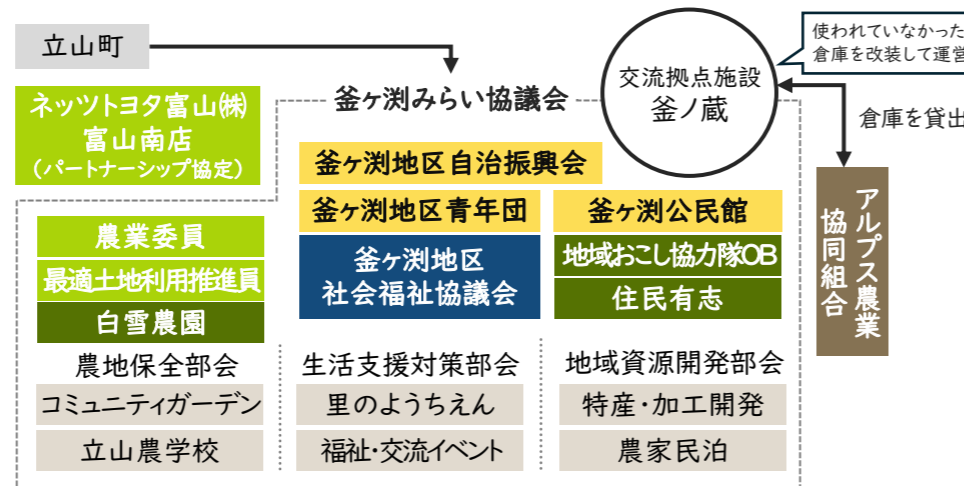 立山町
ネッツトヨタ富山㈱
富山南店
(パートナーシップ協定)
釜ヶ渕みらい協議会
交流拠点施設
釜ノ蔵
使われていなかった
倉庫を改装して運営
倉庫を貸出
アルプス農業
協同組合
釜ヶ渕地区自治振興会
釜ヶ渕地区青年団
釜ヶ渕公民館
農業委員
最適土地利用推進員
白雪農園
釜ヶ渕地区
社会福祉協議会
地域おこし協力隊OB
住民有志
農地保全部会
コミュニティガーデン
立山農学校
生活支援対策部会
里のようちえん
福祉・交流イベント
地域資源開発部会
特産・加工開発
農家民泊